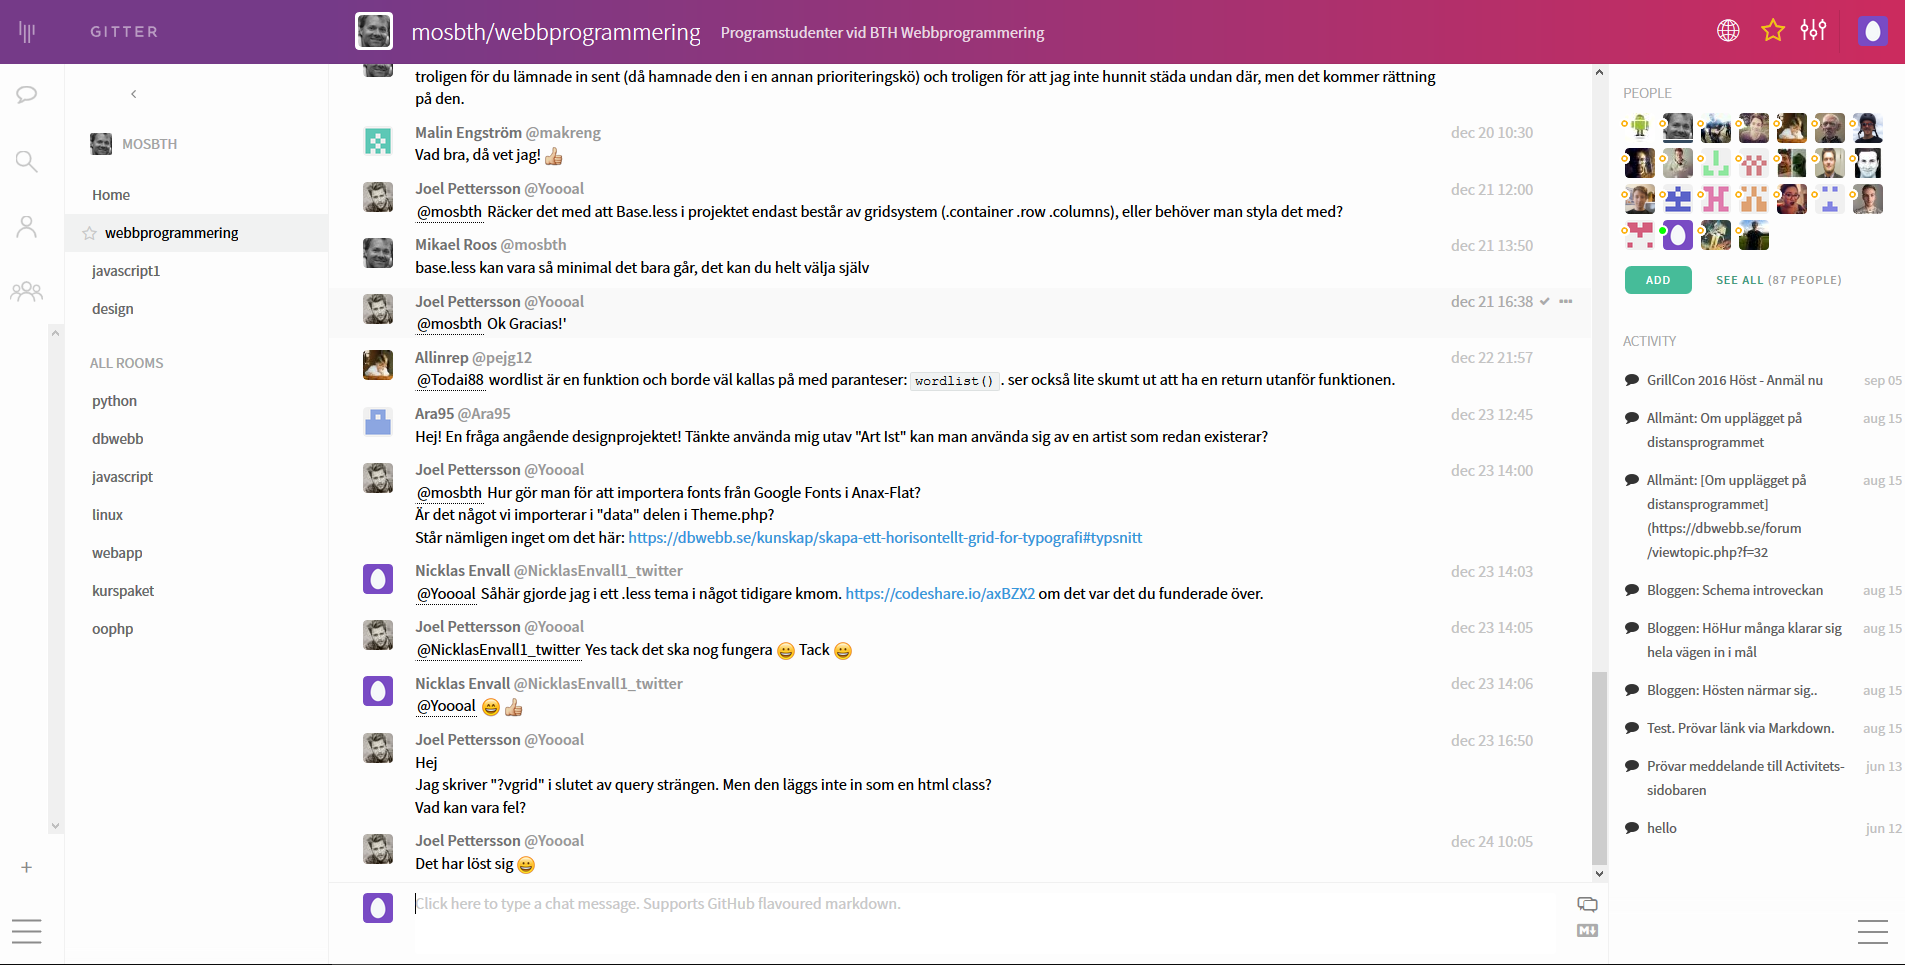 GITTER
mosbth/webbprogrammering
Programstudenter vid BTH Webbprogrammering
MOSBTH
Home
webbprogrammering
javascript1
design
ALL ROOMS
python
dbwebb
javascript
linux
webapp
kurspaket
oophp
troligen för du lämnade in sent (då hamnade den i en annan prioriteringskö) och troligen för att jag inte hunnit städa undan där, men det kommer rättning
på den.
Malin Engström @makreng
dec 20 10:30
Vad bra, då vet jag!
Joel Pettersson @Yoooal
dec 21 12:00
@mosbth Räcker det med att Base.less i projektet endast består av gridsystem (.container .row .columns), eller behöver man styla det med?
Mikael Roos @mosbth
dec 21 13:50
base.less kan vara så minimal det bara går, det kan du helt välja själv
Joel Pettersson @Yoooal
dec 21 16:38
@mosbth Ok Gracias!'
Allinrep @pejg12
dec 22 21:57
@Todai88 wordlist är en funktion och borde väl kallas på med paranteser: wordlist() . ser också lite skumt ut att ha en return utanför funktionen.
Ara95 @Ara95
dec 23 12:45
Hej! En fråga angående designprojektet! Tänkte använda mig utav "Art Ist" kan man använda sig av en artist som redan existerar?
Joel Pettersson @Yoooal
dec 23 14:00
@mosbth Hur gör man för att importera fonts från Google Fonts i Anax-Flat?
Är det något vi importerar i "data" delen i Theme.php?
Står nämligen inget om det här: https://dbwebb.se/kunskap/skapa-ett-horisontellt-grid-for-typografi#typsnitt
Nicklas Envall @NicklasEnvall1_twitter
dec 23 14:03
@Yoooal Såhär gjorde jag i ett .less tema i något tidigare kmom. https://codeshare.io/axBZX2 om det var det du funderade över.
Joel Pettersson @Yoooal
dec 23 14:05
@NicklasEnvall1_twitter Yes tack det ska nog fungera 😀 Tack 😀
Nicklas Envall @NicklasEnvall1_twitter
dec 23 14:06
@Yoooal
Joel Pettersson @Yoooal
dec 23 16:50
Hej
Jag skriver "?vgrid" i slutet av query strängen. Men den läggs inte in som en html class?
Vad kan vara fel?
Joel Pettersson @Yoooal
dec 24 10:05
Det har löst sig
Click here to type a chat message. Supports GitHub flavoured markdown.
M
PEOPLE
ADD
SEE ALL (87 PEOPLE)
ACTIVITY
GrillCon 2016 Höst - Anmäl nu
sep 05
Allmänt: Om upplägget på
aug 15
distansprogrammet
Allmänt: [Om upplägget på
aug 15
distansprogrammet]
(https://dbwebb.se/forum
/viewtopic.php?f=32
Bloggen: Schema introveckan
aug 15
Bloggen: HöHur många klarar sig
aug 15
hela vägen in i mål
Bloggen: Hösten närmar sig..
aug 15
Test. Prövar länk via Markdown.
aug 15
Prövar meddelande till Activitets-
jun 13
sidobaren
hello
jun 12